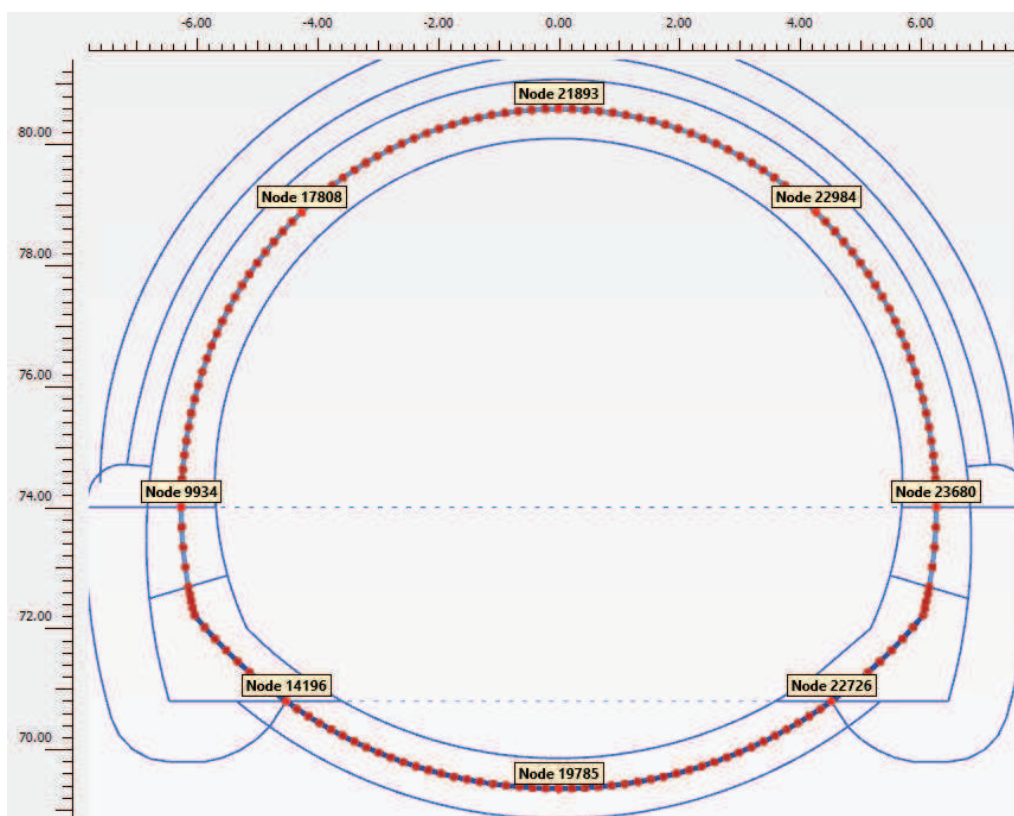 -6.00 -4.00 -2.00 0.00 2.00 4.00 6.00
Node 21893
80.00
Node 17808 Node 22984
78.00
76.00
74.00
Node 9934 Node 23680
72.00
Node 14196 Node 22726
70.00
Node 19785